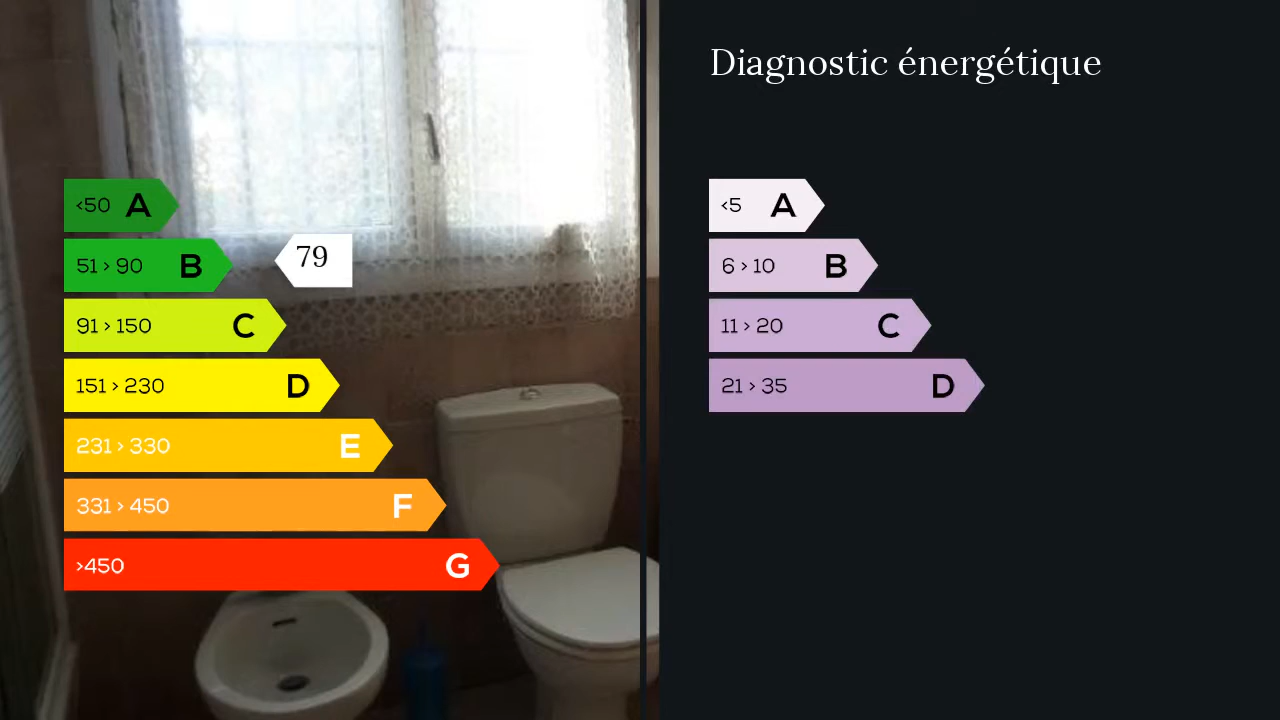 Diagnostic énergétique
<50 A
51 > 90 B
79
91 > 150 C
151 > 230 D
231 > 330 E
331 > 450 F
>450 G
<5 A
6 > 10 B
11 > 20 C
21 > 35 D